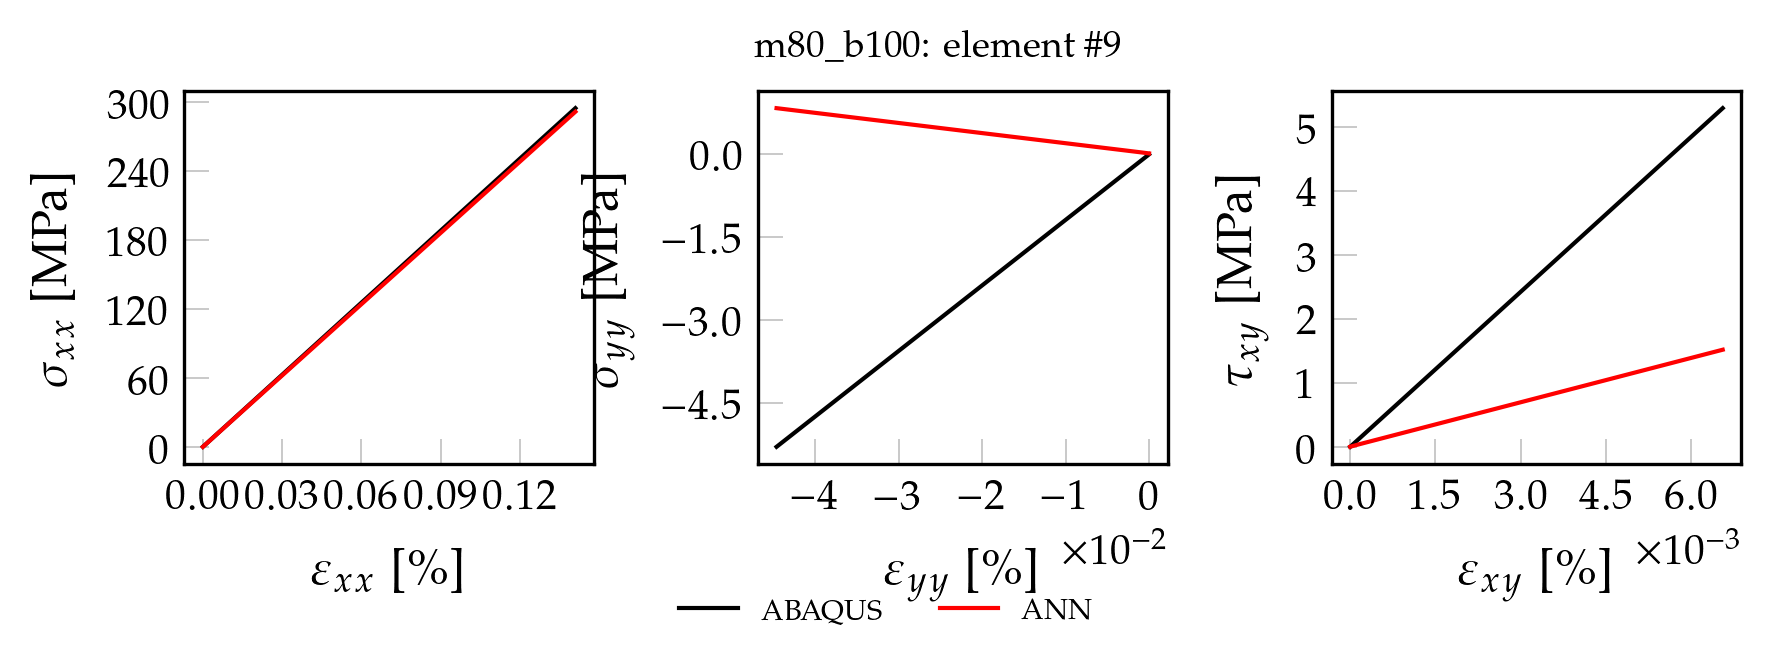 m80_b100: element #9
σxx [MPa]
300
240
180
120
60
0
0.00 0.03 0.06 0.09 0.12
εxx [%]
σyy [MPa]
0.0
−1.5
−3.0
−4.5
−4 −3 −2 −1 0
×10−2
εyy [%]
τxy [MPa]
5
4
3
2
1
0
0.0 1.5 3.0 4.5 6.0
×10−3
εxy [%]
ABAQUS ANN